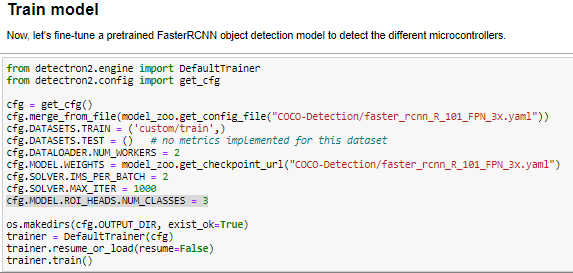 Train model
Now, let's fine-tune a pretrained FasterRCNN object detection model to detect the different microcontrollers.
from detectron2.engine import DefaultTrainer
from detectron2.config import get_cfg
cfg = get_cfg()
cfg.merge_from_file(model_zoo.get_config_file("COCO-Detection/faster_rcnn_R_101_FPN_3x.yaml"))
cfg.DATASETS.TRAIN = ('custom/train',)
cfg.DATASETS.TEST = ()   # no metrics implemented for this dataset
cfg.DATALOADER.NUM_WORKERS = 2
cfg.MODEL.WEIGHTS = model_zoo.get_checkpoint_url("COCO-Detection/faster_rcnn_R_101_FPN_3x.yaml")
cfg.SOLVER.IMS_PER_BATCH = 2
cfg.SOLVER.MAX_ITER = 1000
cfg.MODEL.ROI_HEADS.NUM_CLASSES = 3
os.makedirs(cfg.OUTPUT_DIR, exist_ok=True)
trainer = DefaultTrainer(cfg)
trainer.resume_or_load(resume=False)
trainer.train()